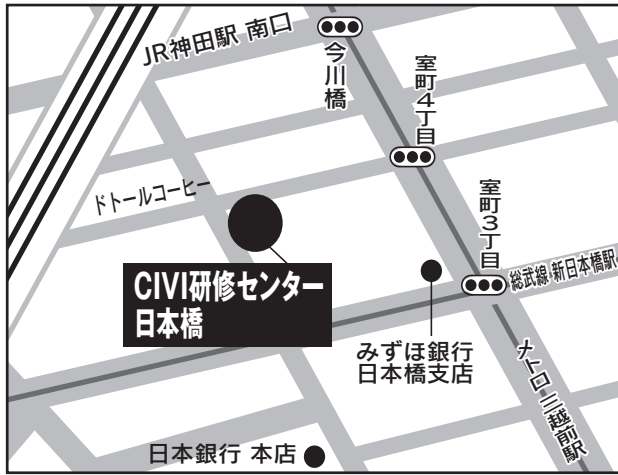 JR神田駅 南口
今川橋
室町4丁目
ドトールコーヒー
室町3丁目
総武線 新日本橋駅
CIVI研修センター
日本橋
みずほ銀行
日本橋支店
メトロ 三越前駅
日本銀行 本店